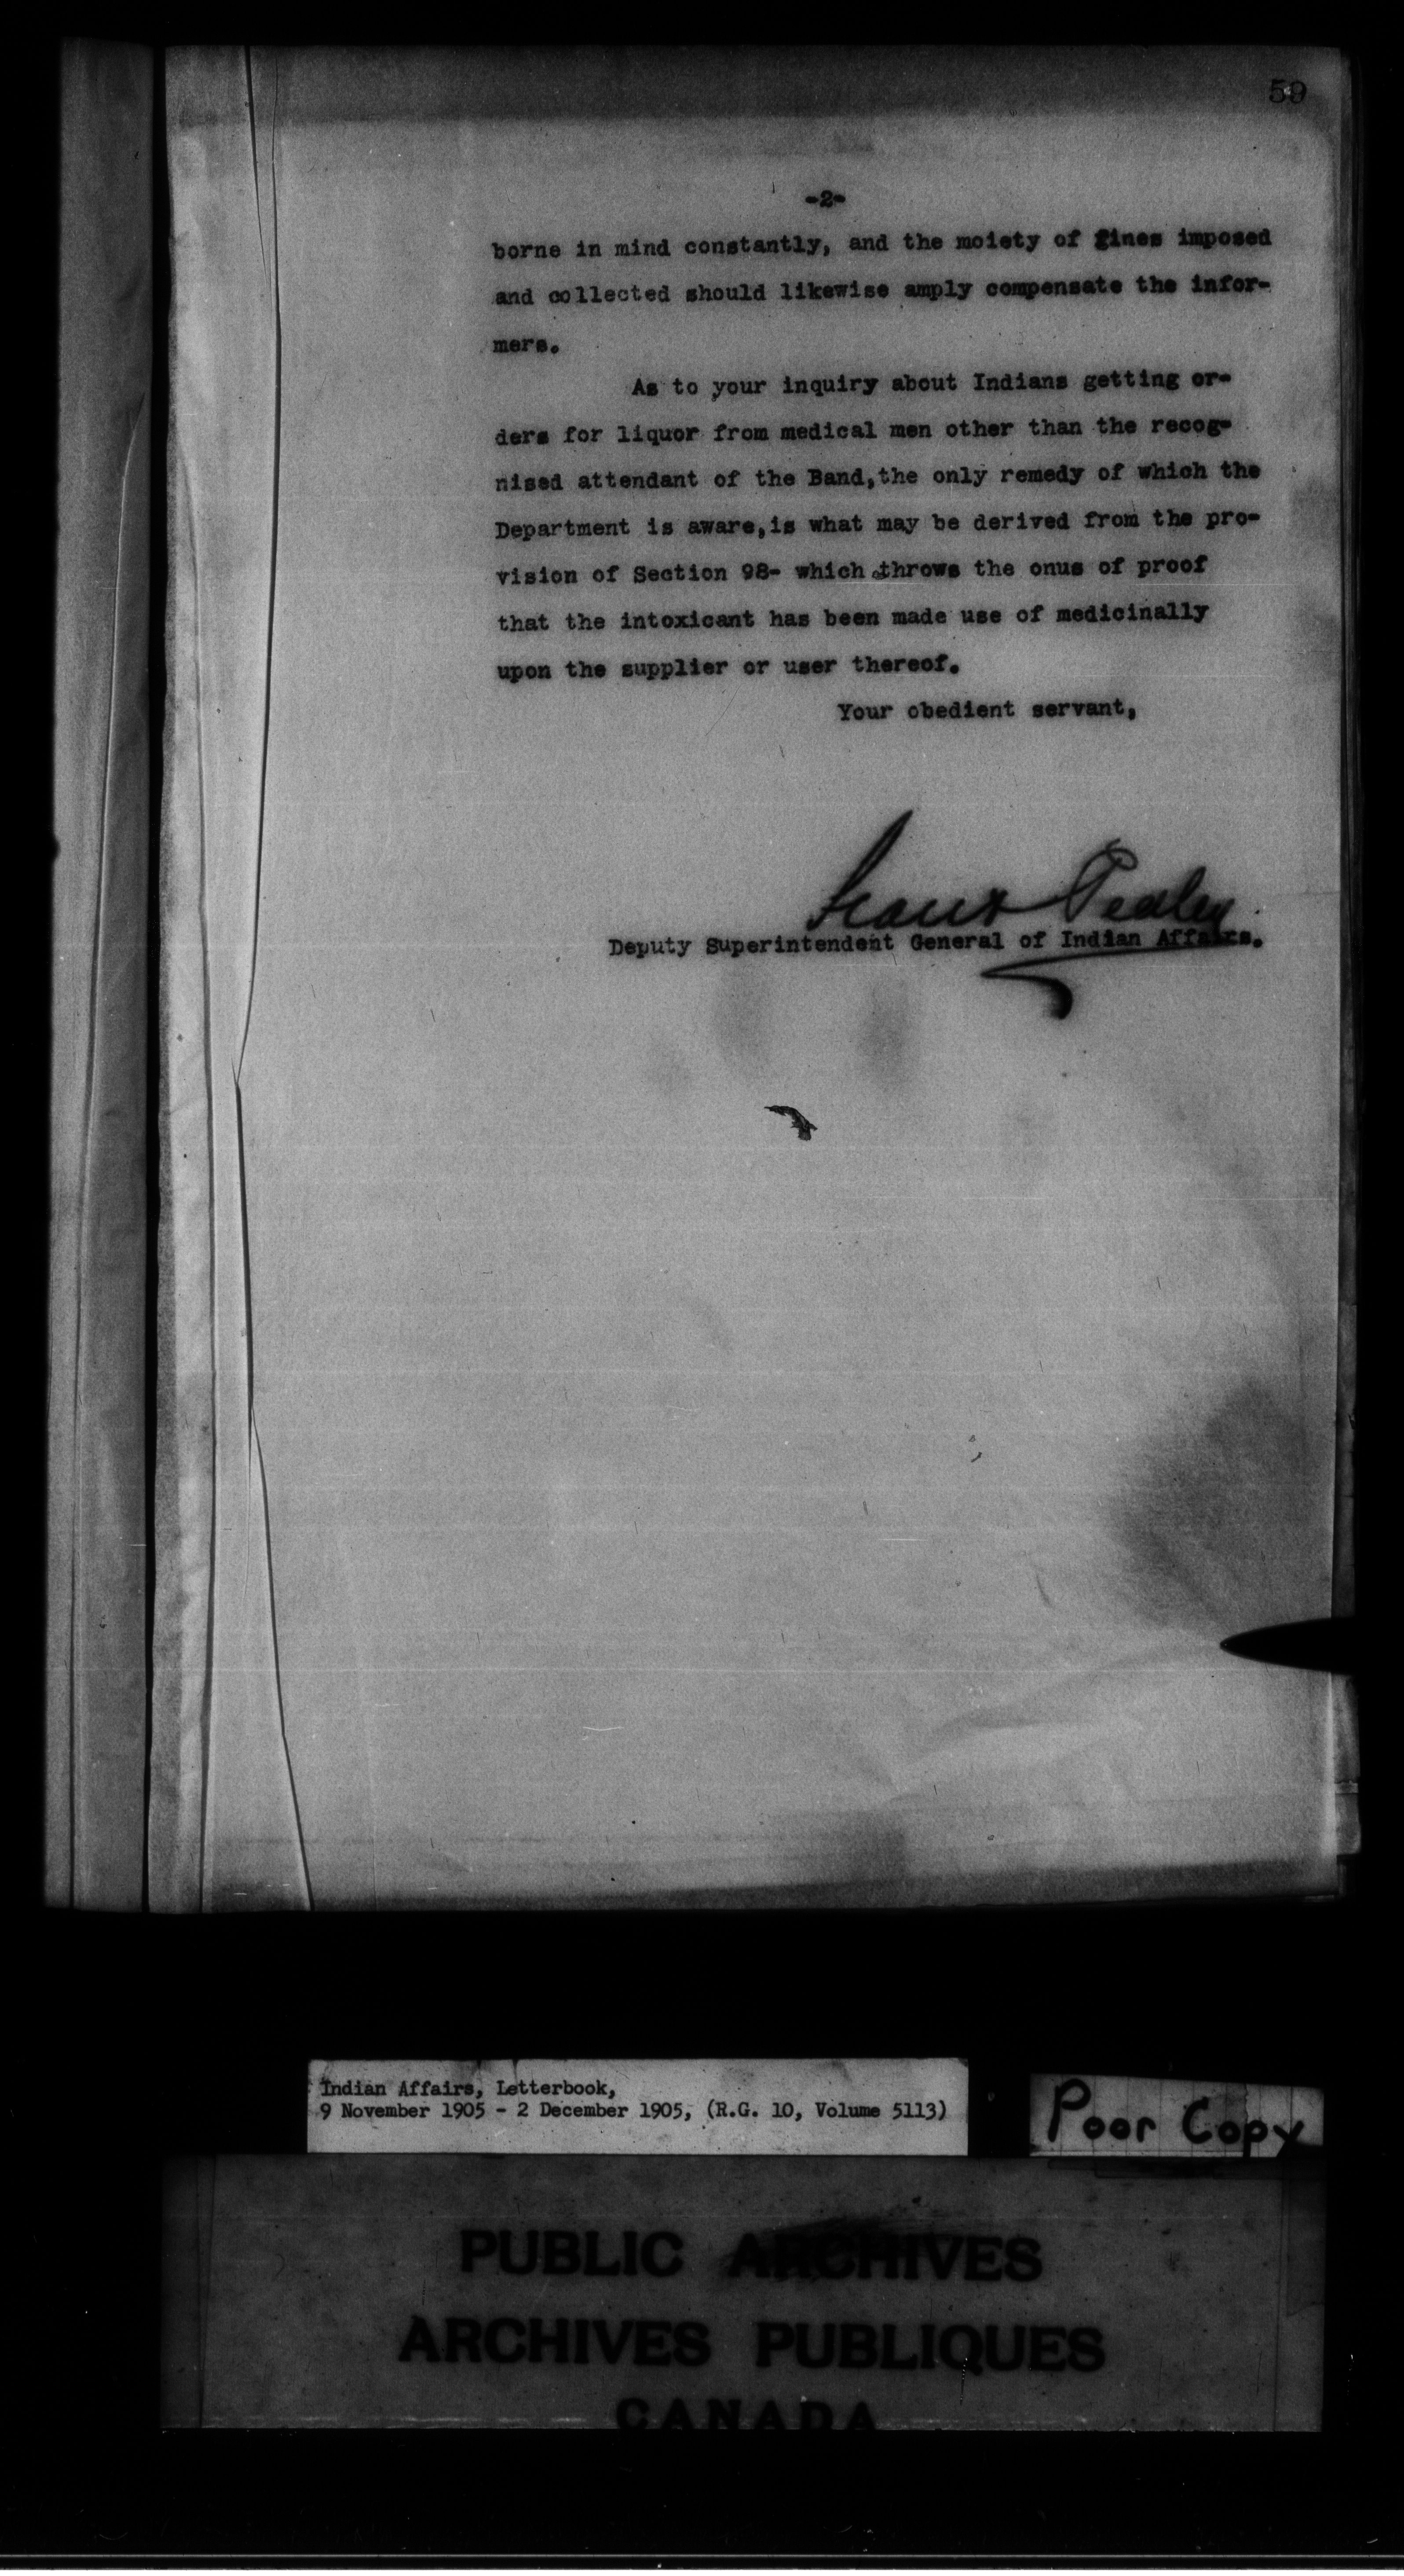 59
-2-
borne in mind constantly, and the moiety of fines imposed
and collected should likewise amply compensate the infor-
mers.
As to your inquiry about Indians getting or-
ders for liquor from medical men other than the recog-
nised attendant of the Band,the only remedy of which the
Department is aware,is what may be derived from the pro-
vision of Section 98- which throws the onus of proof
that the intoxicant has been made use of medicinally
upon the supplier or user thereof.
Your obedient servant,
Frank Pedley
Deputy Superintendent General of Indian Affairs.
Indian Affairs, Letterbook,
9 November 1905 - 2 December 1905, (R.G. 10, Volume 5113)
Poor Copy
PUBLIC ARCHIVES
ARCHIVES PUBLIQUES
CANADA